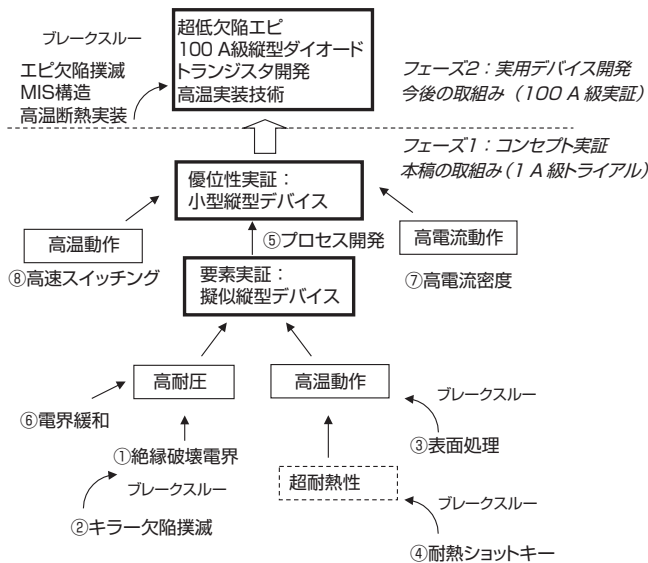 ブレークスルー
エピ欠陥撲滅
MIS構造
高温断熱実装
超低欠陥エピ
100 A級縦型ダイオード
トランジスタ開発
高温実装技術
フェーズ2：実用デバイス開発
今後の取組み（100 A 級実証）
フェーズ1：コンセプト実証
本稿の取組み（1 A 級トライアル）
優位性実証：
小型縦型デバイス
高温動作
⑧高速スイッチング
⑤プロセス開発
高電流動作
⑦高電流密度
要素実証：
擬似縦型デバイス
高耐圧
高温動作
⑥電界緩和
ブレークスルー
③表面処理
①絶縁破壊電界
ブレークスルー
②キラー欠陥撲滅
超耐熱性
ブレークスルー
④耐熱ショットキー